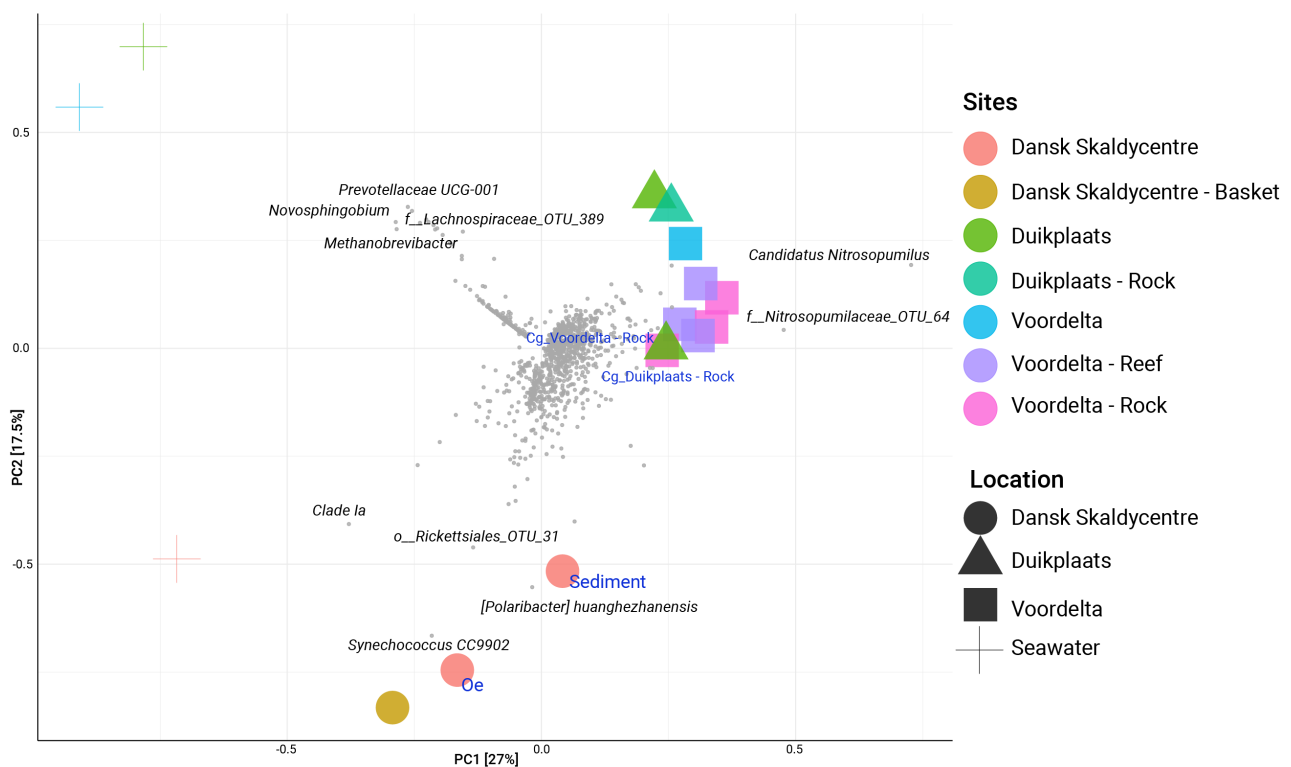 Prevotellaceae UCG-001
Novosphingobium
f__Lachnospiraceae_OTU_389
Methanobrevibacter
Candidatus Nitrosopumilus
f__Nitrosopumilaceae_OTU_64
Cg_Voordelta - Rock
Cg_Duikplaats - Rock
Clade Ia
o__Rickettsiales_OTU_31
Sediment
[Polaribacter] huanghezhanensis
Synechococcus CC9902
Oe
0.5
0.0
-0.5
PC2 [17.5%]
-0.5
0.0
0.5
PC1 [27%]
Sites
Dansk Skaldycentre
Dansk Skaldycentre - Basket
Duikplaats
Duikplaats - Rock
Voordelta
Voordelta - Reef
Voordelta - Rock
Location
Dansk Skaldycentre
Duikplaats
Voordelta
Seawater